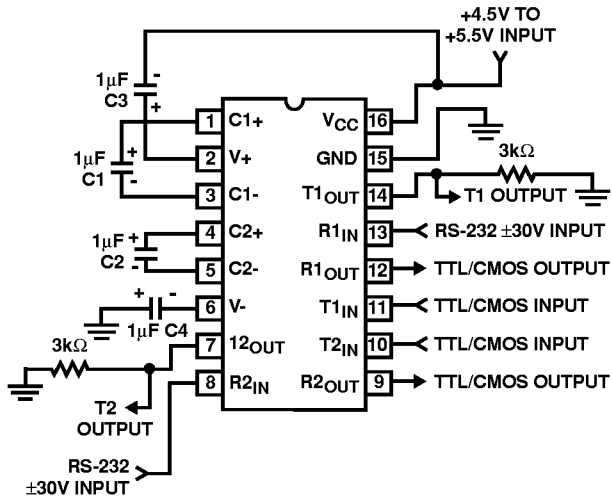 +4.5V TO
+5.5V INPUT
1µF
C3
-
+
1 C1+
VCC 16
1µF
C1
+
-
2 V+
GND 15
3kΩ
3 C1-
T1OUT 14
T1 OUTPUT
1µF
C2
+
-
4 C2+
R1IN 13
RS-232 ±30V INPUT
5 C2-
R1OUT 12
TTL/CMOS OUTPUT
+ -
1µF C4
6 V-
T1IN 11
TTL/CMOS INPUT
3kΩ
7 12OUT
T2IN 10
TTL/CMOS INPUT
8 R2IN
R2OUT 9
TTL/CMOS OUTPUT
T2
OUTPUT
RS-232
±30V INPUT